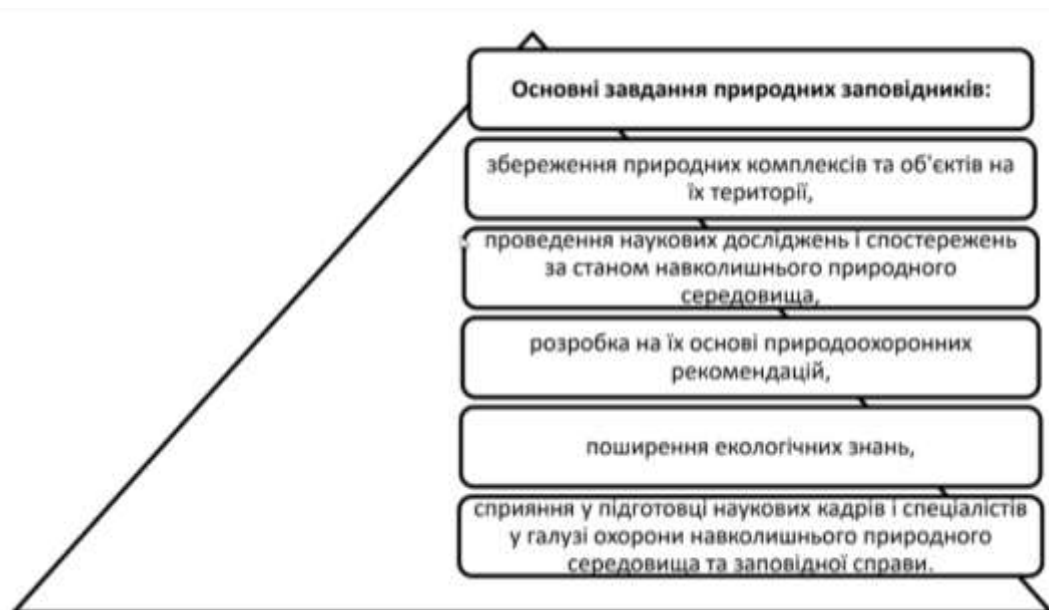 Основні завдання природних заповідників:
збереження природних комплексів та об'єктів на
їх території,
проведення наукових досліджень і спостережень
за станом навколишнього природного
середовища,
розробка на їх основі природоохоронних
рекомендацій,
поширення екологічних знань,
сприяння у підготовці наукових кадрів і спеціалістів
у галузі охорони навколишнього природного
середовища та заповідної справи.